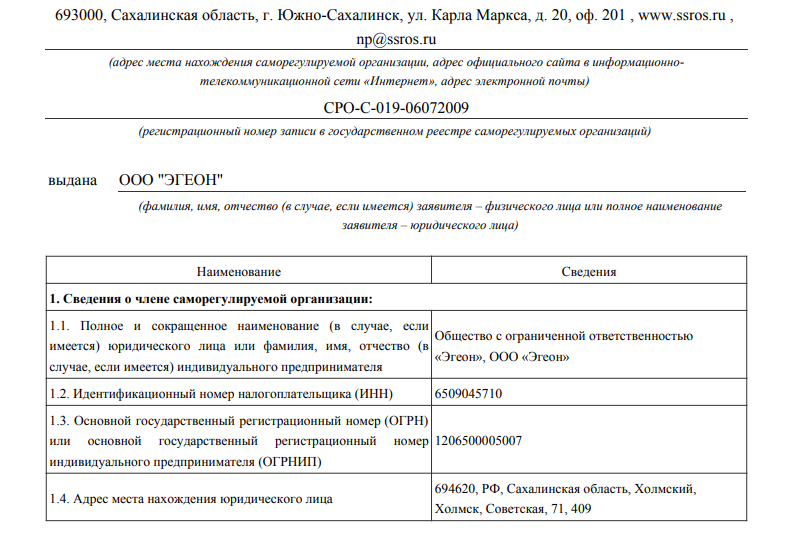 693000, Сахалинская область, г. Южно-Сахалинск, ул. Карла Маркса, д. 20, оф. 201 , www.ssros.ru ,
np@ssros.ru
(адрес места нахождения саморегулируемой организации, адрес официального сайта в информационно-
телекоммуникационной сети «Интернет», адрес электронной почты)
СРО-С-019-06072009
(регистрационный номер записи в государственном реестре саморегулируемых организаций)
выдана ООО "ЭГЕОН"
(фамилия, имя, отчество (в случае, если имеется) заявителя – физического лица или полное наименование
заявителя – юридического лица)
Наименование Сведения
1. Сведения о члене саморегулируемой организации:
1.1. Полное и сокращенное наименование (в случае, если
имеется) юридического лица или фамилия, имя, отчество (в
случае, если имеется) индивидуального предпринимателя
Общество с ограниченной ответственностью
«Эгеон», ООО «Эгеон»
1.2. Идентификационный номер налогоплательщика (ИНН) 6509045710
1.3. Основной государственный регистрационный номер (ОГРН)
или основной государственный регистрационный номер
индивидуального предпринимателя (ОГРНИП)
1206500005007
1.4. Адрес места нахождения юридического лица
694620, РФ, Сахалинская область, Холмский,
Холмск, Советская, 71, 409